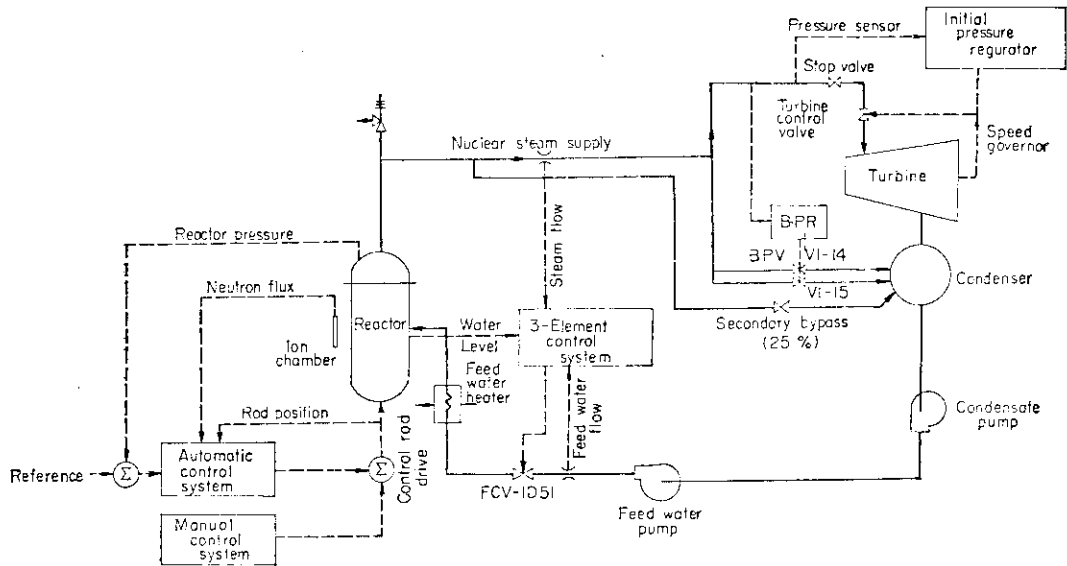 Pressure sensor
Initial
pressure
regurator
Stop valve
Turbine
control
valve
Speed
governor
Nuclear steam supply
Turbine
B-PR
Reactor pressure
Steam flow
BPV
VI-14
VI-15
Condenser
Neutron flux
Reactor
Water
Level
3-Element
control
system
Secondary bypass
(25 %)
Ion
chamber
Feed
water
heater
Feed water
flow
Rod position
Control rod
drive
Condensate
pump
Reference
Σ
Automatic
control
system
Σ
FCV-1D51
Feed water
pump
Manual
control
system